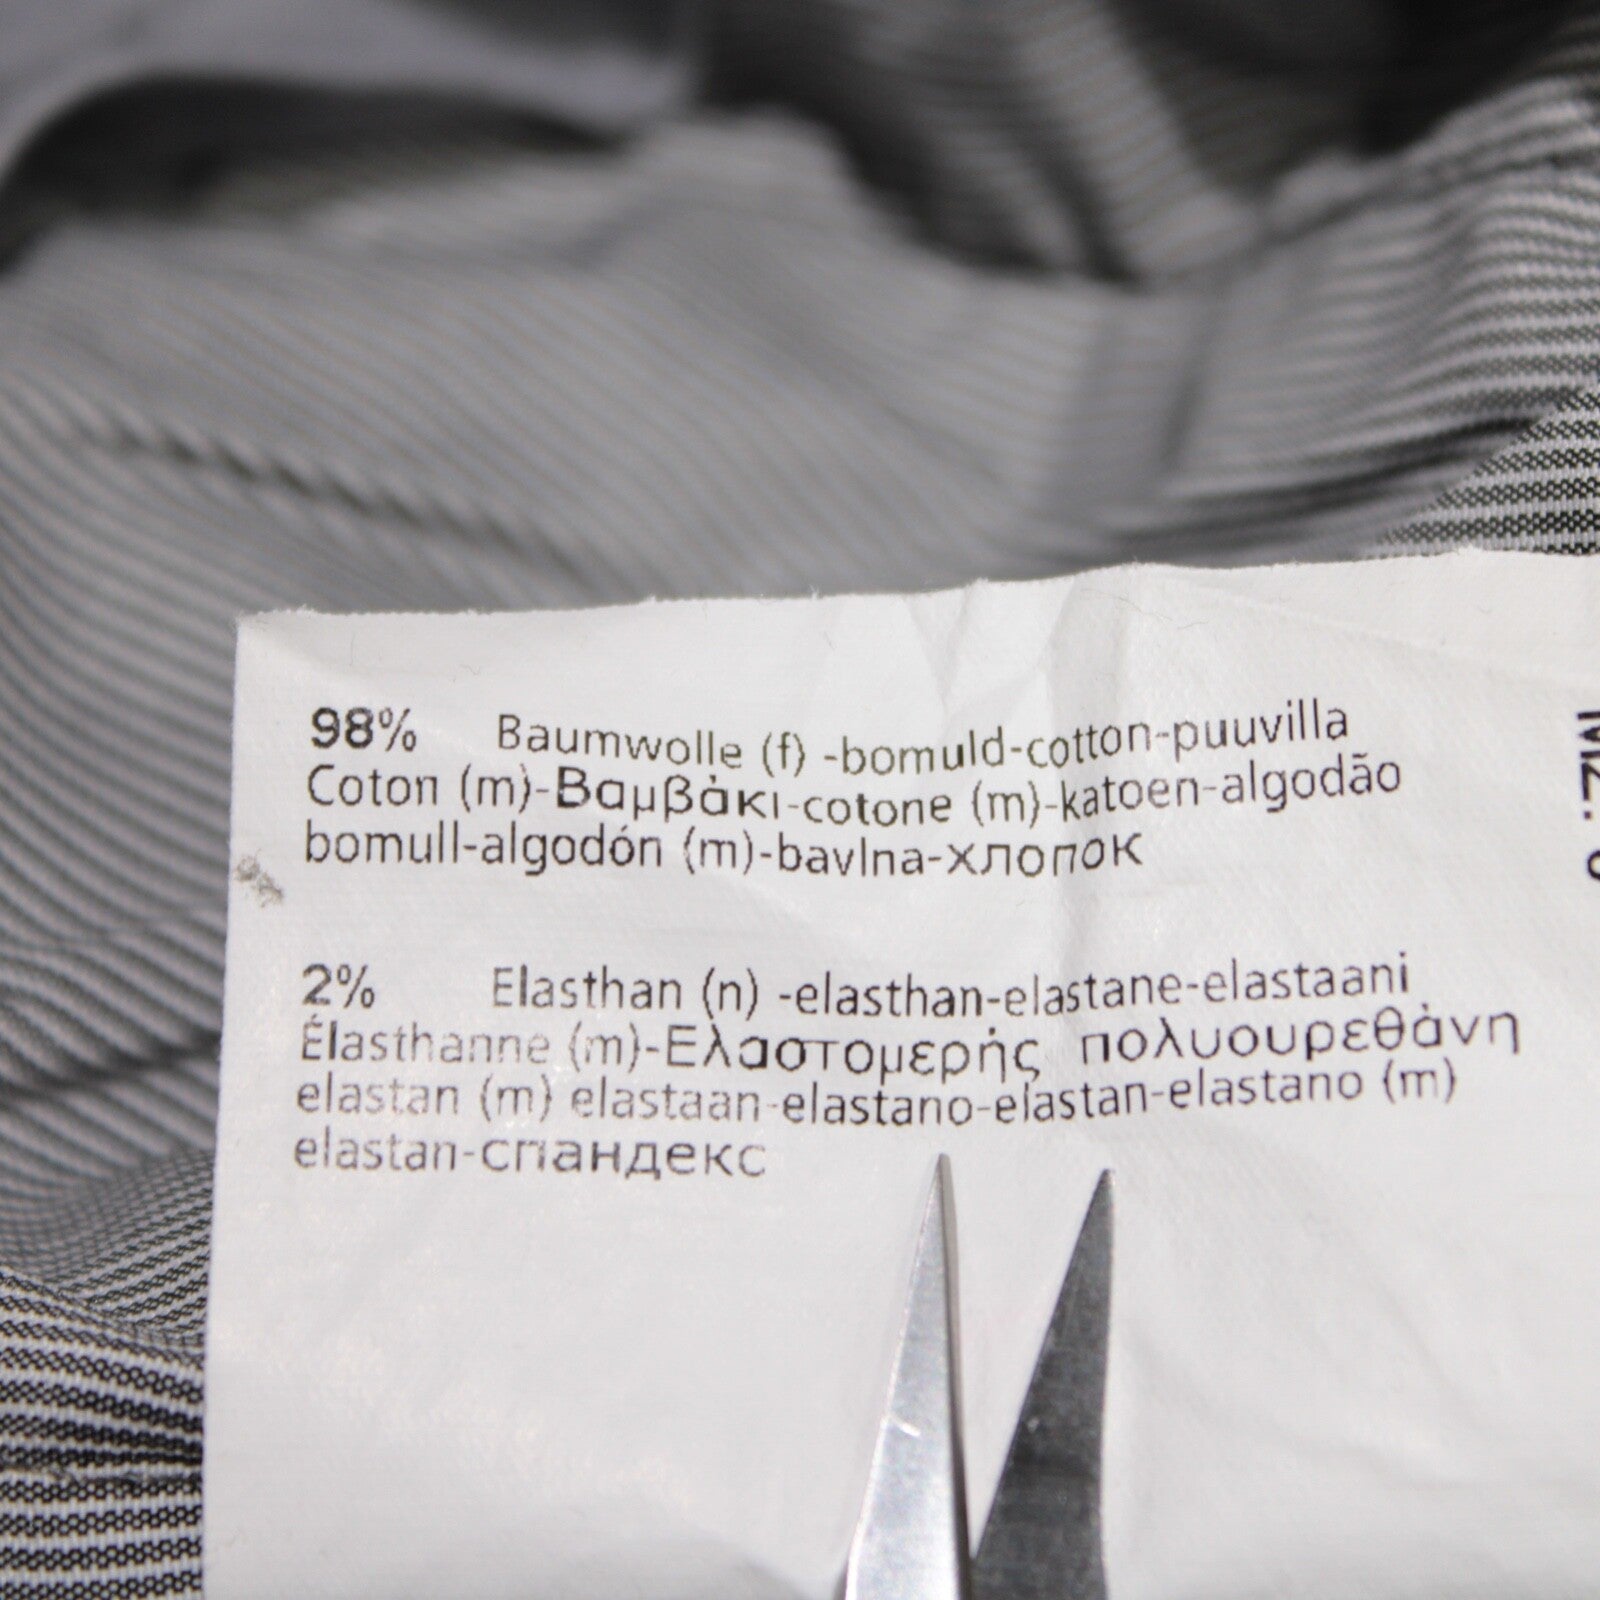 98% Baumwolle (f) -bomuld-cotton-puuvilla
Coton (m)-Βαμβάκι-cotone (m)-katoen-algodão
bomull-algodón (m)-bavlna-хлопок
2% Elasthan (n) -elasthan-elastane-elastaani
Élasthanne (m)-Ελαστομερής πολυουρεθάνη
elastan (m) elastaan-elastano-elastan-elastano (m)
elastan-спандекс